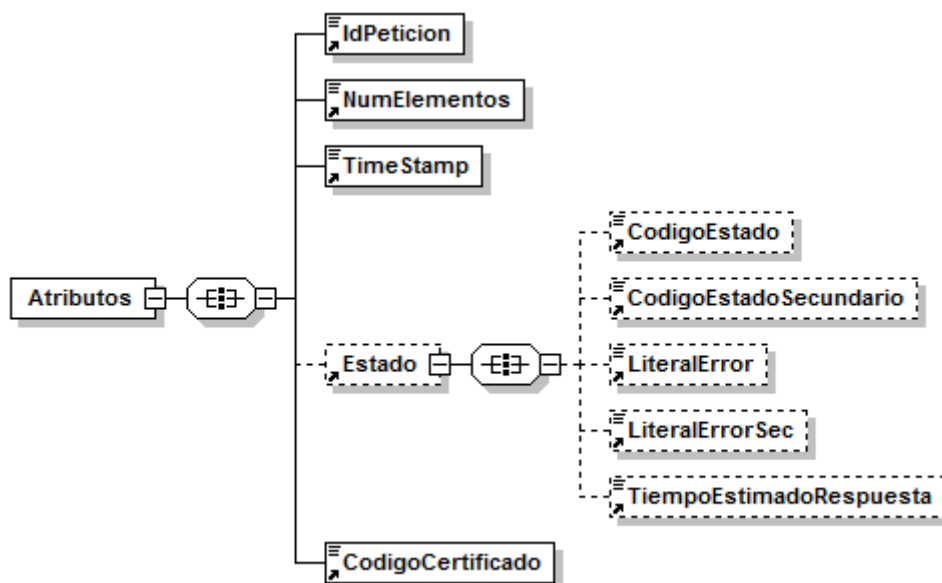 IdPeticion
NumElementos
TimeStamp
CodigoEstado
CodigoEstadoSecundario
Atributos
Estado
LiteralError
LiteralErrorSec
TiempoEstimadoRespuesta
CodigoCertificado